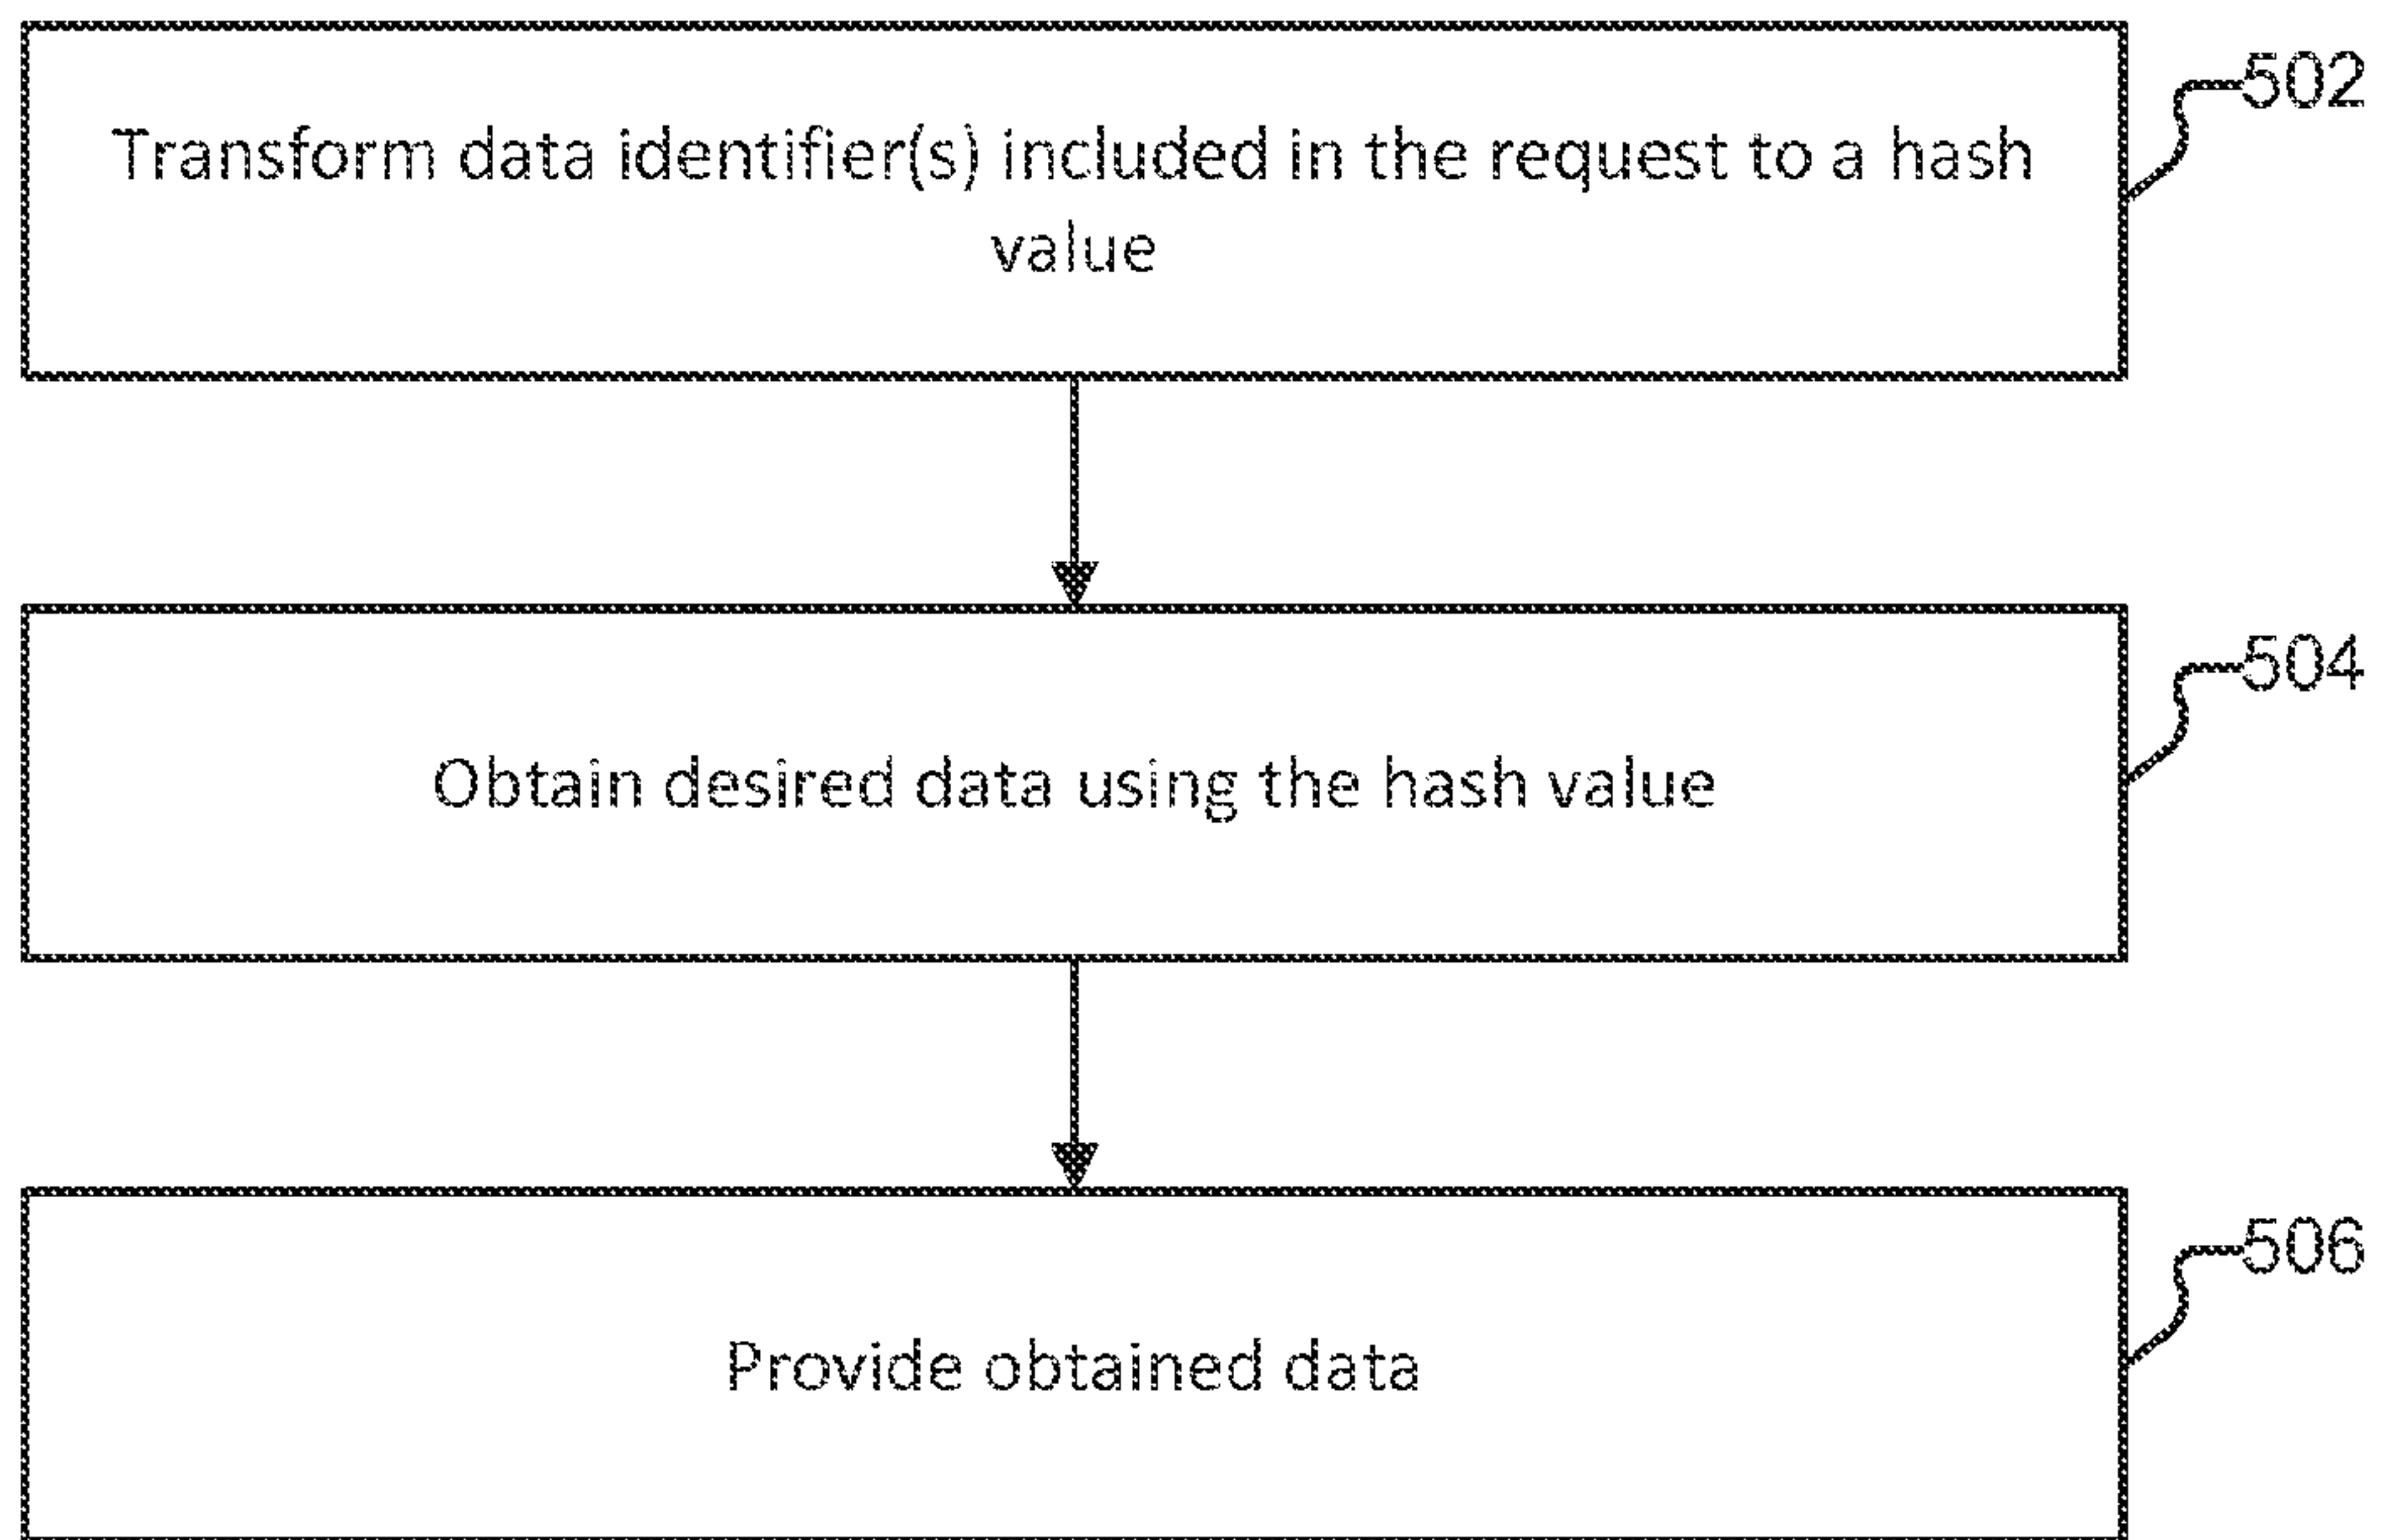 502
Transform data identifier(s) included in the request to a hash
value
504
Obtain desired data using the hash value
506
Provide obtained data